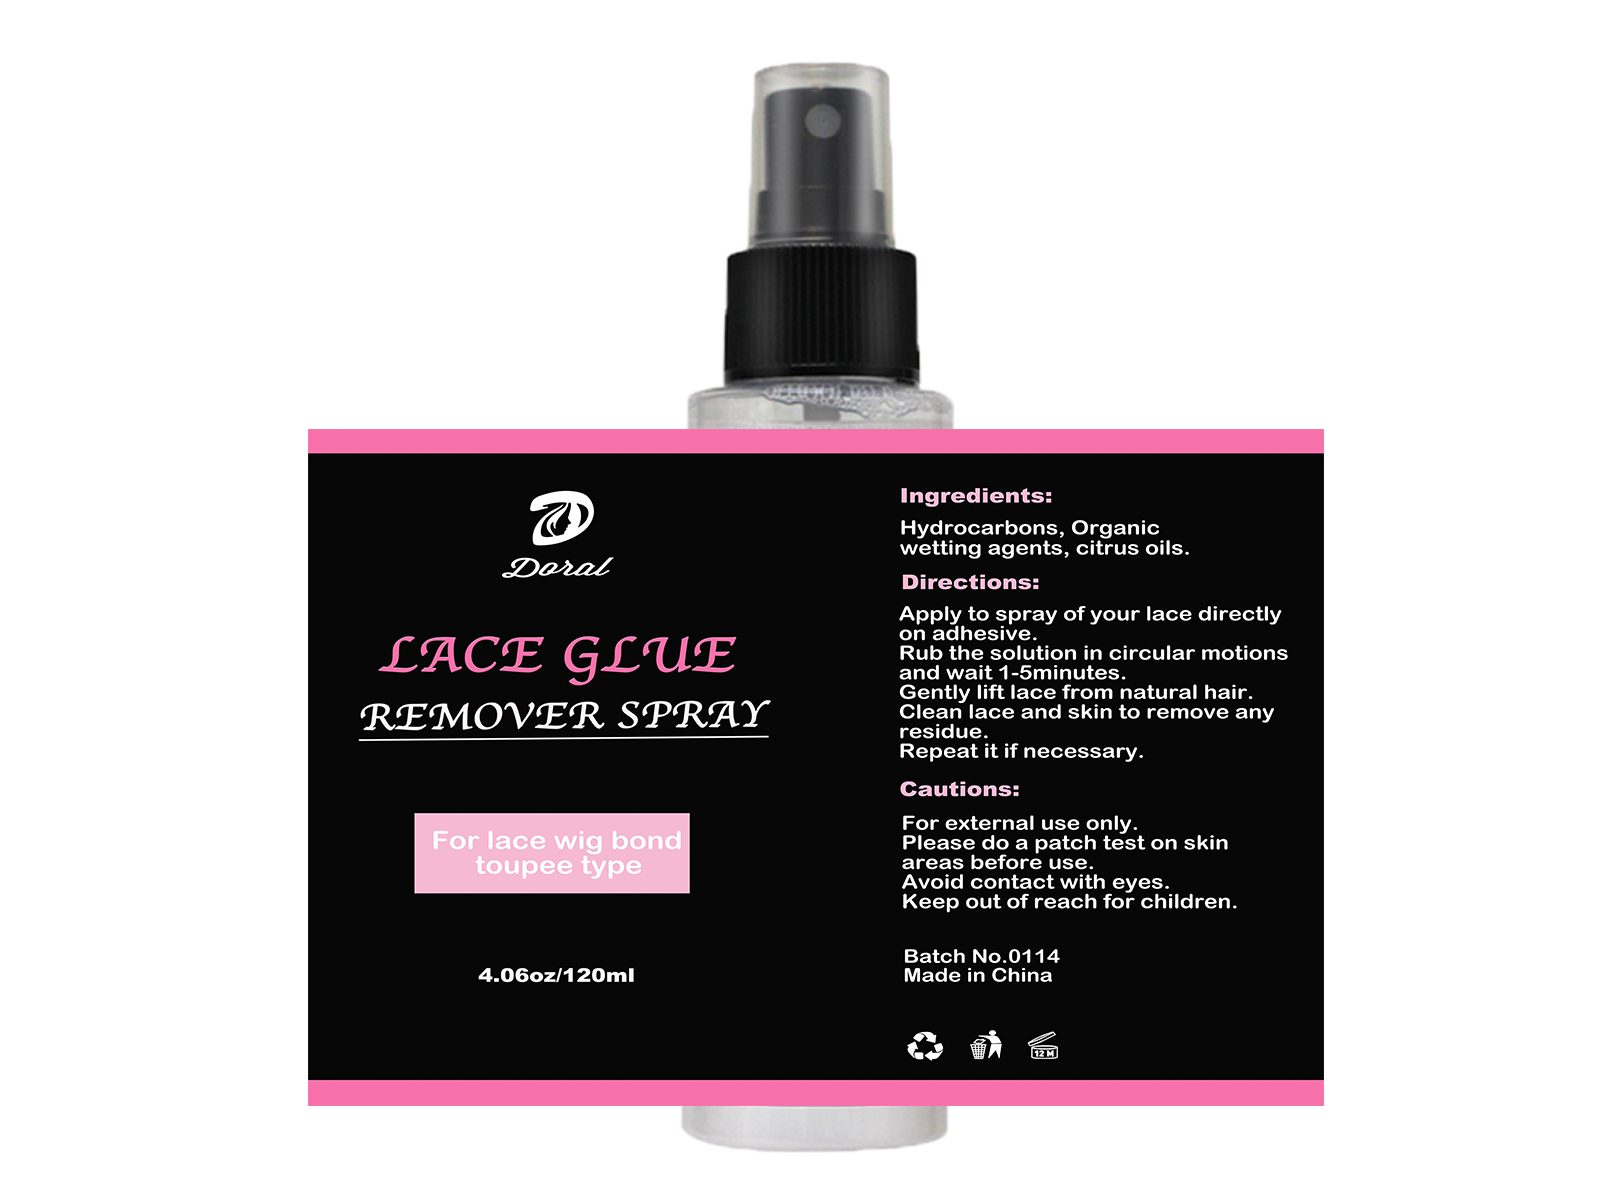 Doral
LACE GLUE
REMOVER SPRAY
For lace wig bond
toupee type
4.06oz/120ml
Ingredients:
Hydrocarbons, Organic
wetting agents, citrus oils.
Directions:
Apply to spray of your lace directly
on adhesive.
Rub the solution in circular motions
and wait 1-5minutes.
Gently lift lace from natural hair.
Clean lace and skin to remove any
residue.
Repeat it if necessary.
Cautions:
For external use only.
Please do a patch test on skin
areas before use.
Avoid contact with eyes.
Keep out of reach for children.
Batch No.0114
Made in China
12 M